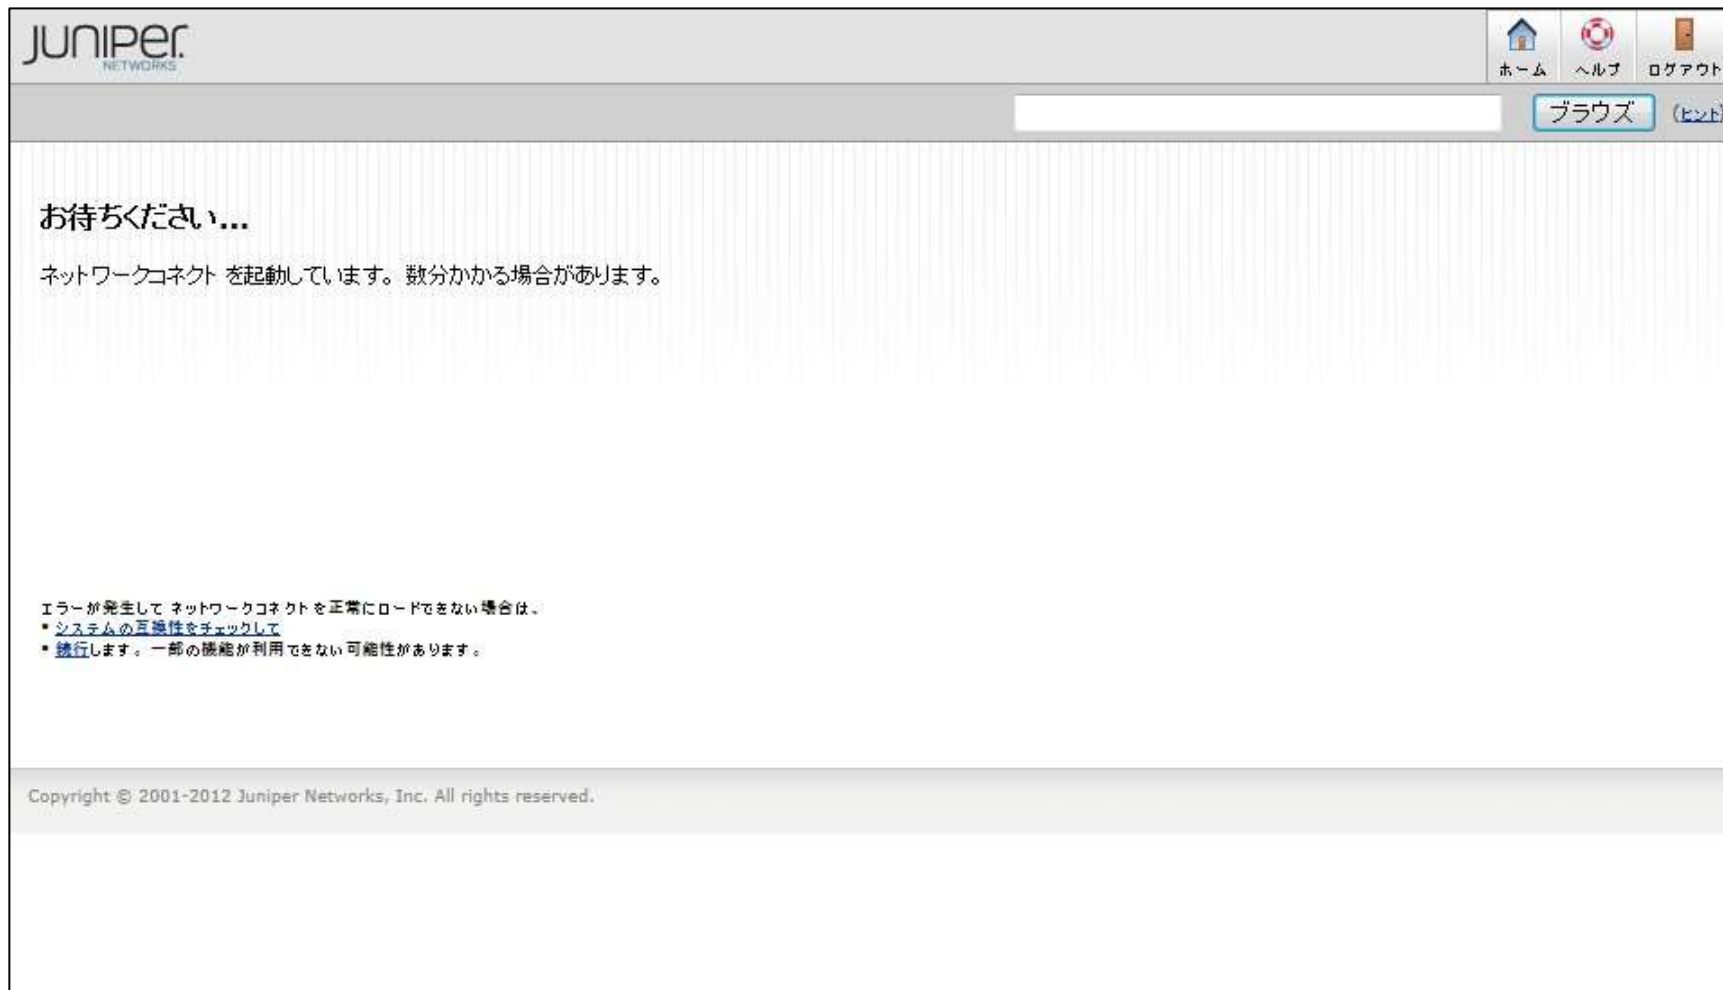 JUNIPEr
NETWORKS
ホーム ヘルプ ログアウト
ブラウズ (ヒント)
お待ちください...
ネットワークコネクト を起動しています。 数分かかる場合があります。
エラーが発生して ネットワークコネクト を正常にロードできない場合は、
• システムの互換性をチェックして
• 続行します。一部の機能が利用できない可能性があります。
Copyright © 2001-2012 Juniper Networks, Inc. All rights reserved.